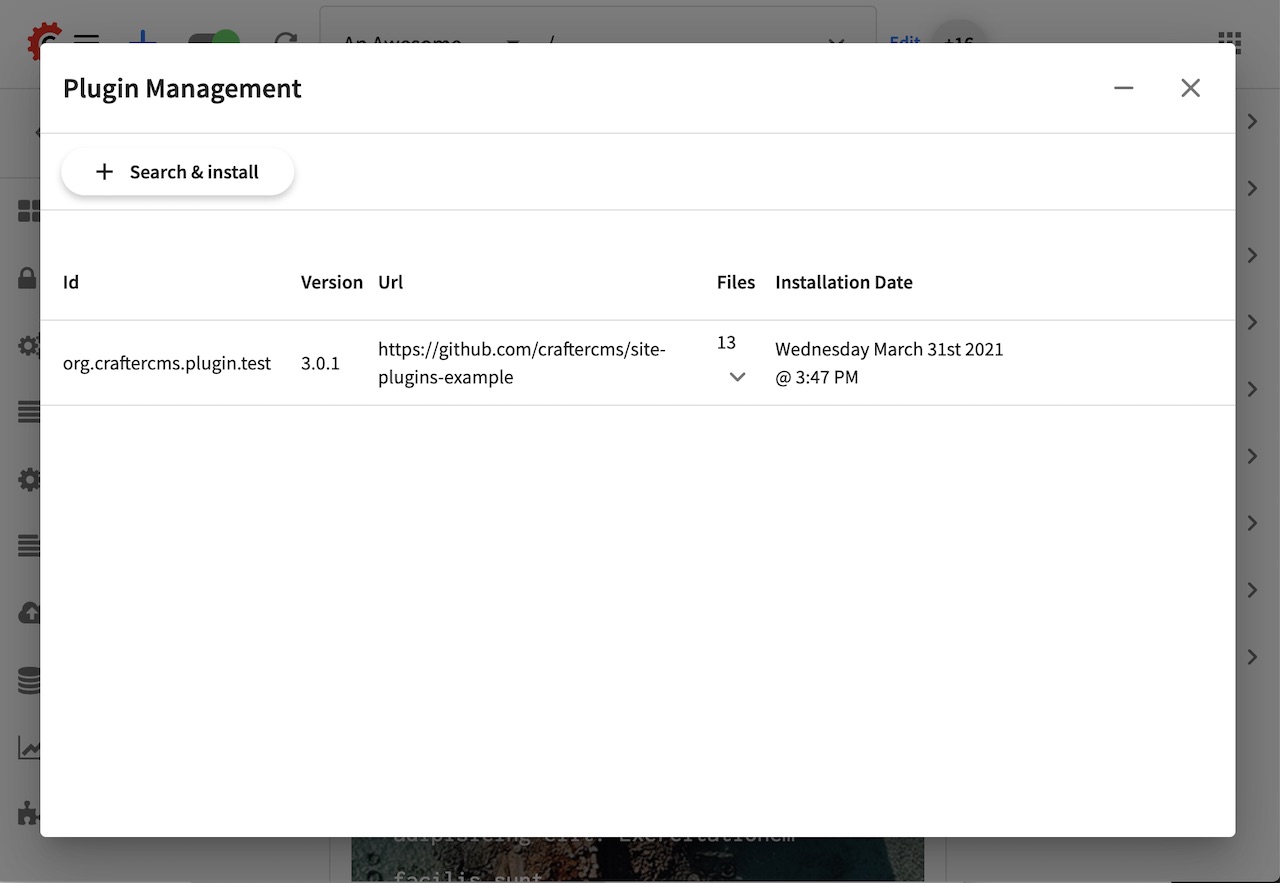 An Awesome /
Edit +16
Plugin Management
+ Search & install
Id Version Url Files Installation Date
org.craftercms.plugin.test 3.0.1 https://github.com/craftercms/site-
plugins-example 13 Wednesday March 31st 2021
@ 3:47 PM
adipisicing elit. Exercitationem
facilis sunt